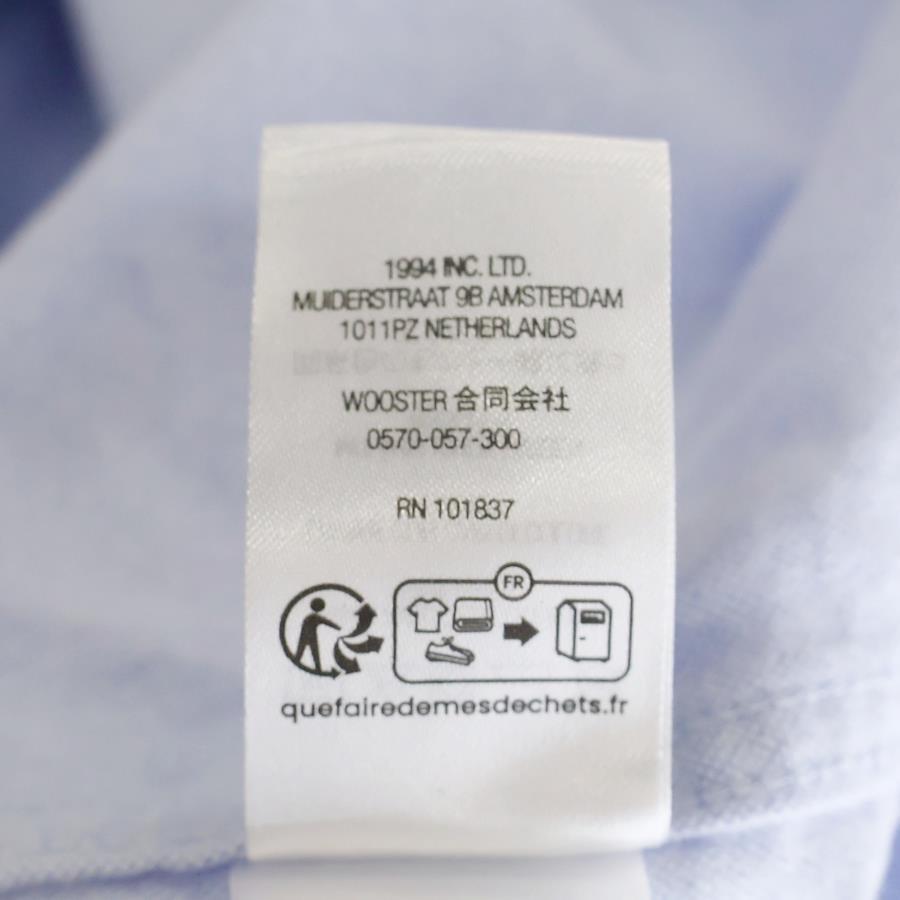 1994 INC. LTD.
MUIDERSTRAAT 9B AMSTERDAM
1011PZ NETHERLANDS
WOOSTER 合同会社
0570-057-300
RN 101837
FR
quefairedemesdechets.fr